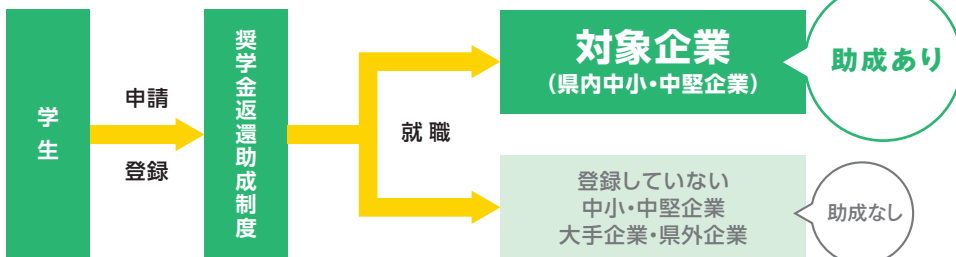 学生
申請
登録
奨学金返還助成制度
就職
対象企業
（県内中小・中堅企業）
助成あり
登録していない
中小・中堅企業
大手企業・県外企業
助成なし